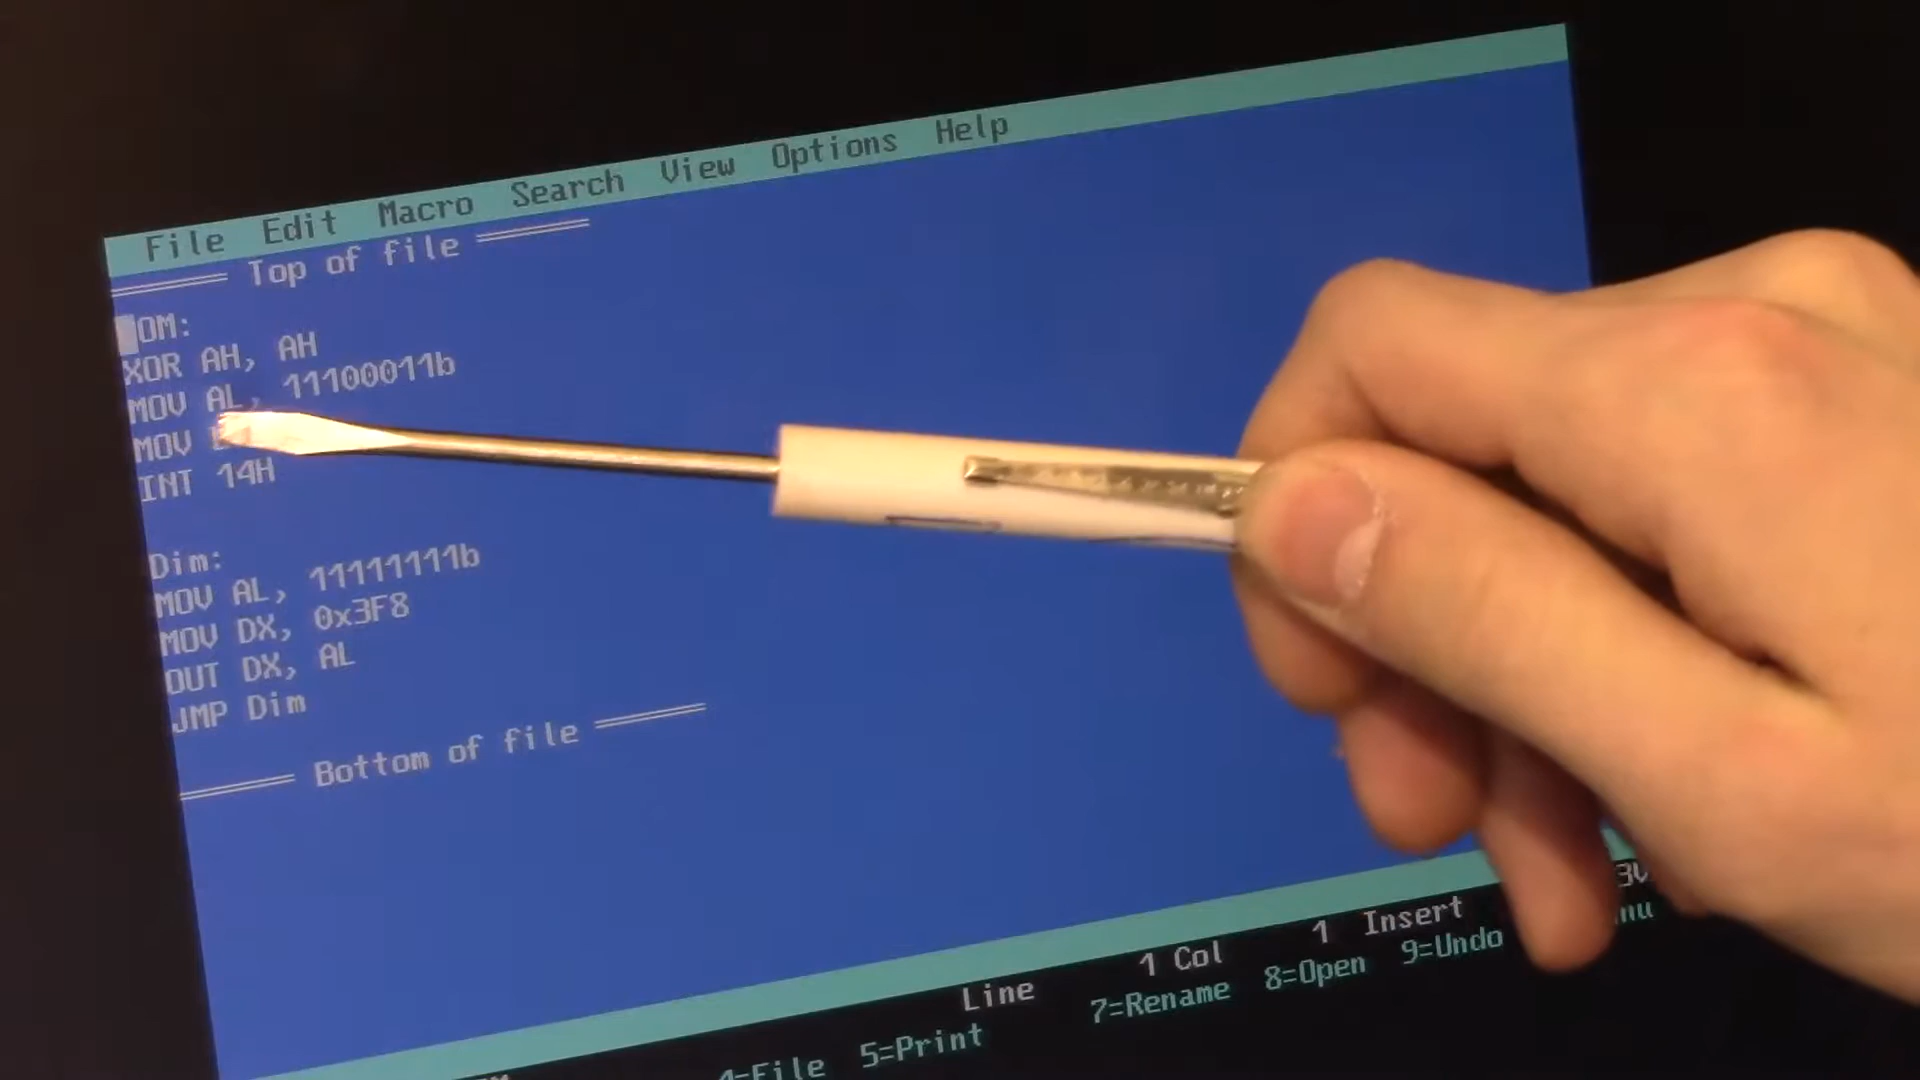 File Edit Macro Search View Options Help
Top of file
OM:
XOR AH, AH
MOV AL, 11100011b
MOV
INT 14H
Dim:
MOV AL, 11111111b
MOV DX, 0x3F8
OUT DX, AL
JMP Dim
Bottom of file
Line 1 Col 1 Insert
4=File 5=Print 7=Rename 8=Open 9=Undo